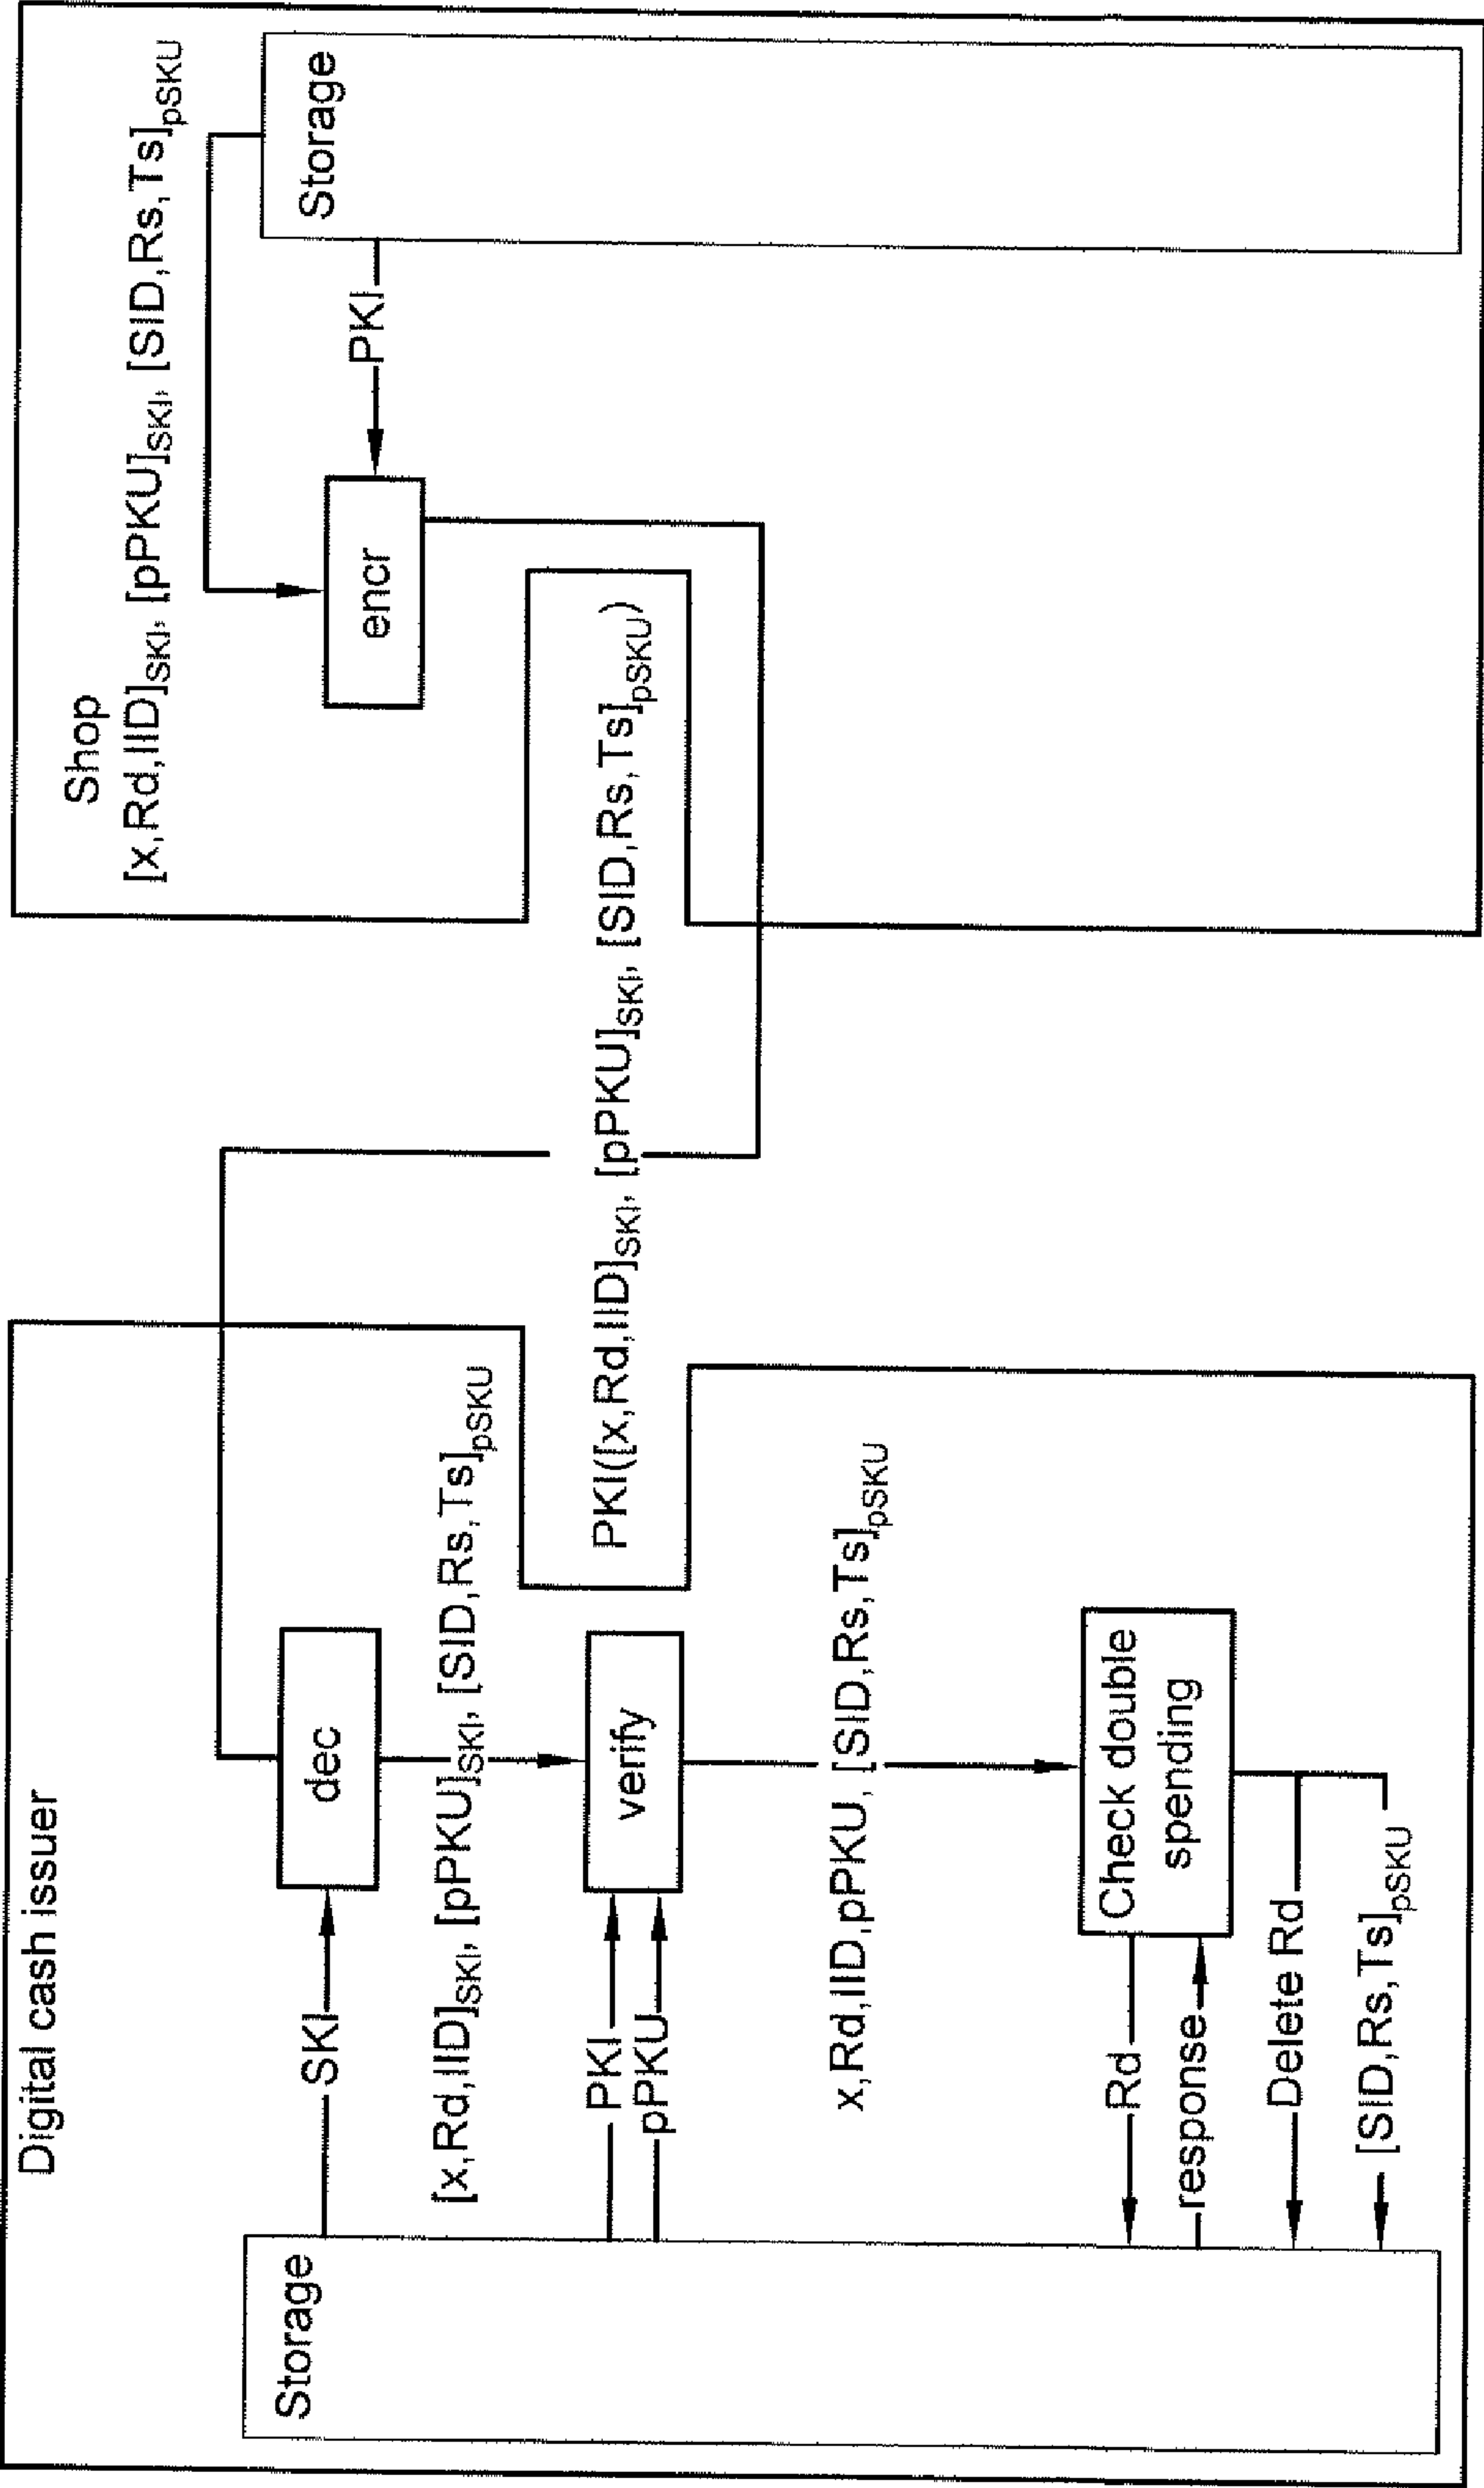 Digital cash issuer
Storage
SKI
dec
[x,Rd,IID]SKI, [pPKU]SKI, [SID,Rs,Ts]pSKU
PKI
pPKU
verify
x,Rd,IID,pPKU, [SID,Rs,Ts]pSKU
Rd
response
Check double
spending
Delete Rd
[SID,Rs,Ts]pSKU
PKI([x,Rd,IID]SKI, [pPKU]SKI, [SID,Rs,Ts]pSKU)
Shop
[x,Rd,IID]SKI, [pPKU]SKI, [SID,Rs,Ts]pSKU
encr
PKI
Storage